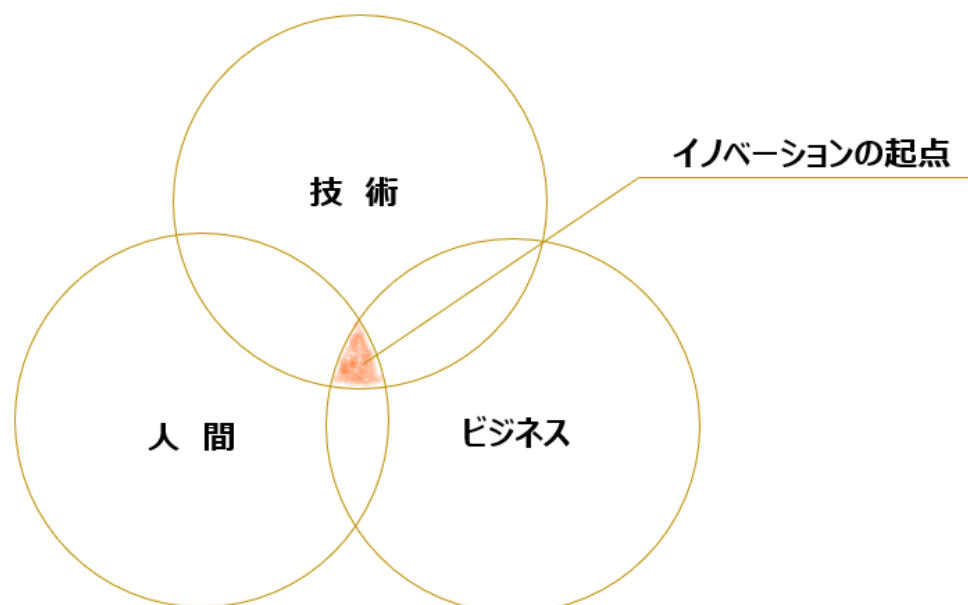 イノベーションの起点
技 術
人 間
ビジネス